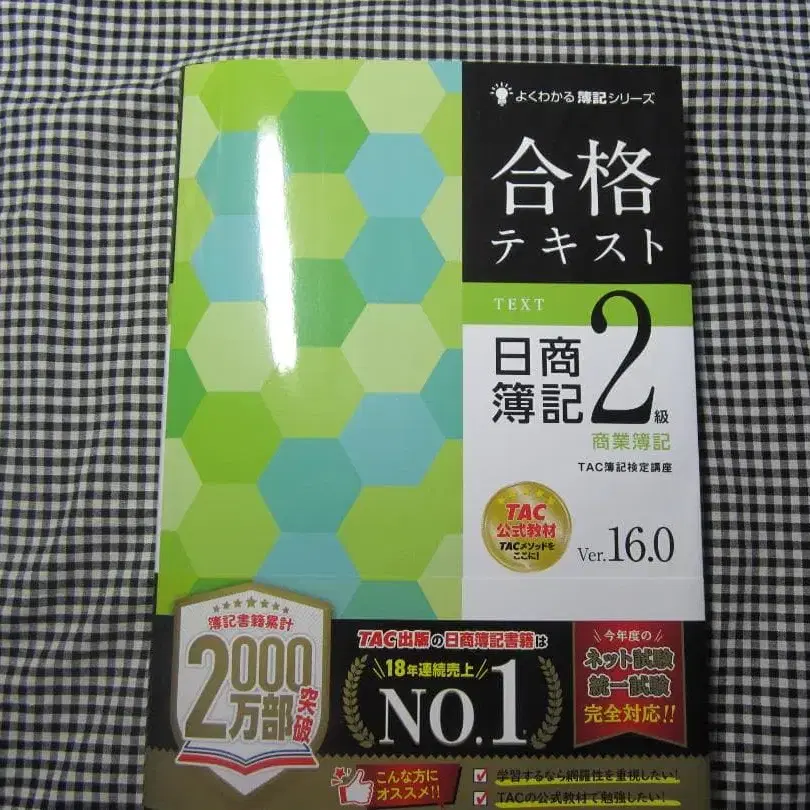 よくわかる簿記シリーズ
合格
テキスト
TEXT
日商
簿記
2級
商業簿記
TAC簿記検定講座
TAC
公式教材
TACメソッドを
ここに!
Ver.16.0
簿記書籍累計
2000
万部
突破
TAC出版の日商簿記書籍は
18年連続売上
NO.1
今年度の
ネット試験
統一試験
完全対応!!
こんな方に
オススメ!!
学習するなら網羅性を重視したい!
TACの公式教材で勉強したい!